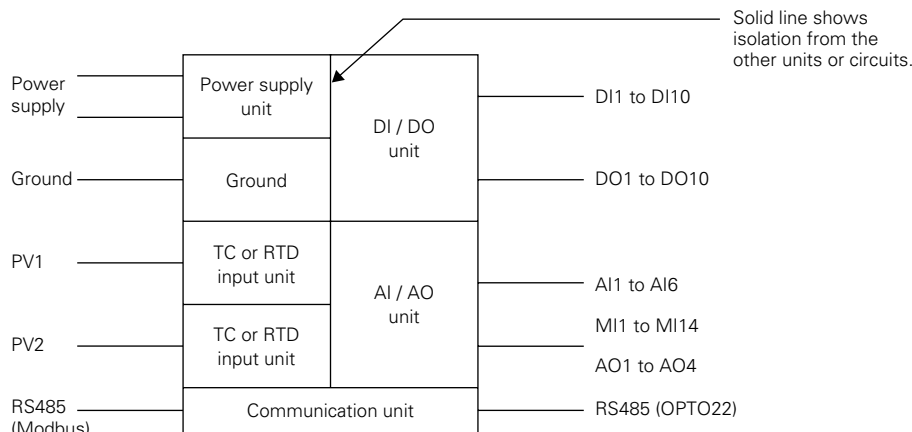 Solid line shows
isolation from the
other units or circuits.
Power
supply
Power supply
unit
DI / DO
unit
DI1 to DI10
Ground
Ground
DO1 to DO10
PV1
TC or RTD
input unit
AI / AO
unit
AI1 to AI6
MI1 to MI14
PV2
TC or RTD
input unit
AO1 to AO4
RS485
(Modbus)
Communication unit
RS485 (OPTO22)